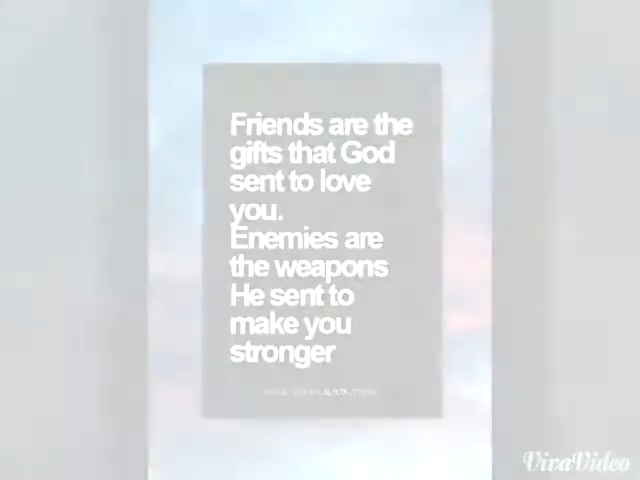 Friends are the
gifts that God
sent to love
you.
Enemies are
the weapons
He sent to
make you
stronger
VivaVideo